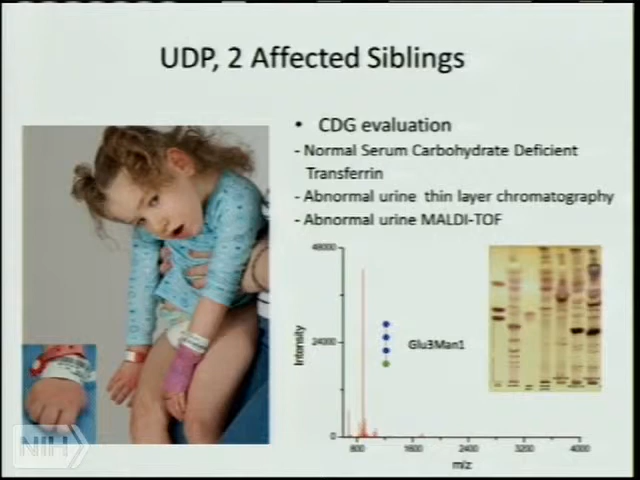 UDP, 2 Affected Siblings
• CDG evaluation
- Normal Serum Carbohydrate Deficient
Transferrin
- Abnormal urine thin layer chromatography
- Abnormal urine MALDI-TOF
48000
24000
0
Intensity
Glu3Man1
800
1600
2400
3200
4000
m/z
NIH